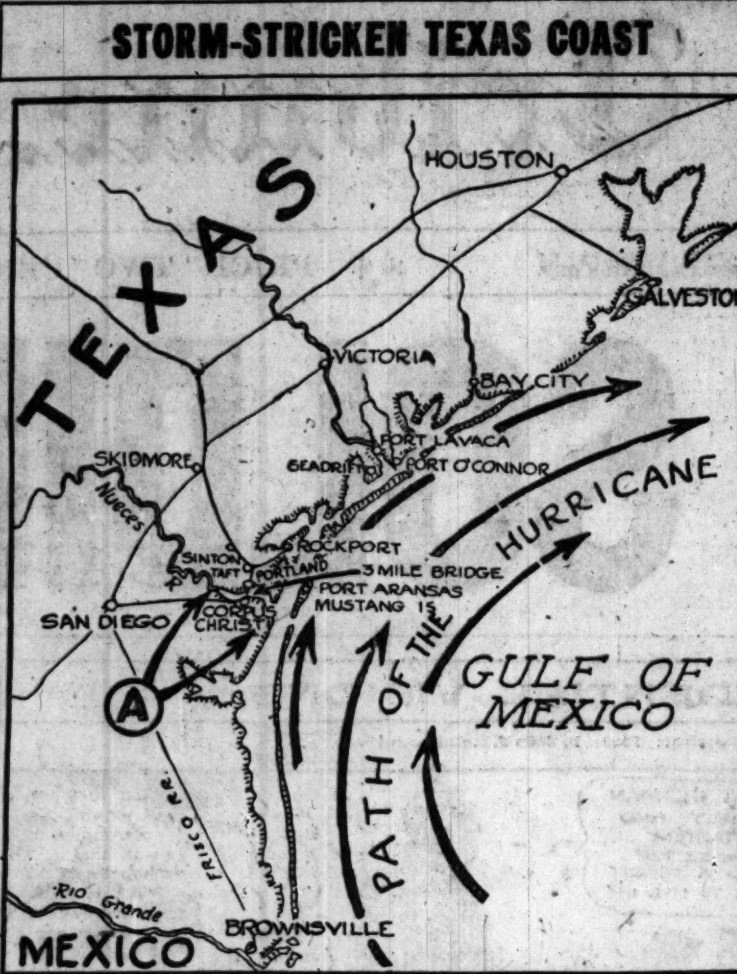 STORM-STRICKEN TEXAS COAST
TEXAS
HOUSTON
GALVESTON
VICTORIA
BAY CITY
PORT LAVACA
SKIDMORE
SEADRIFT
PORT O'CONNOR
Nueces
HURRICANE
ROCKPORT
SINTON
TAFT
PORTLAND
3 MILE BRIDGE
PORT ARANSAS
MUSTANG IS
CORPUS
CHRISTI
SAN DIEGO
PATH OF THE
GULF OF
MEXICO
A
FRISCO RR.
Rio Grande
BROWNSVILLE
MEXICO